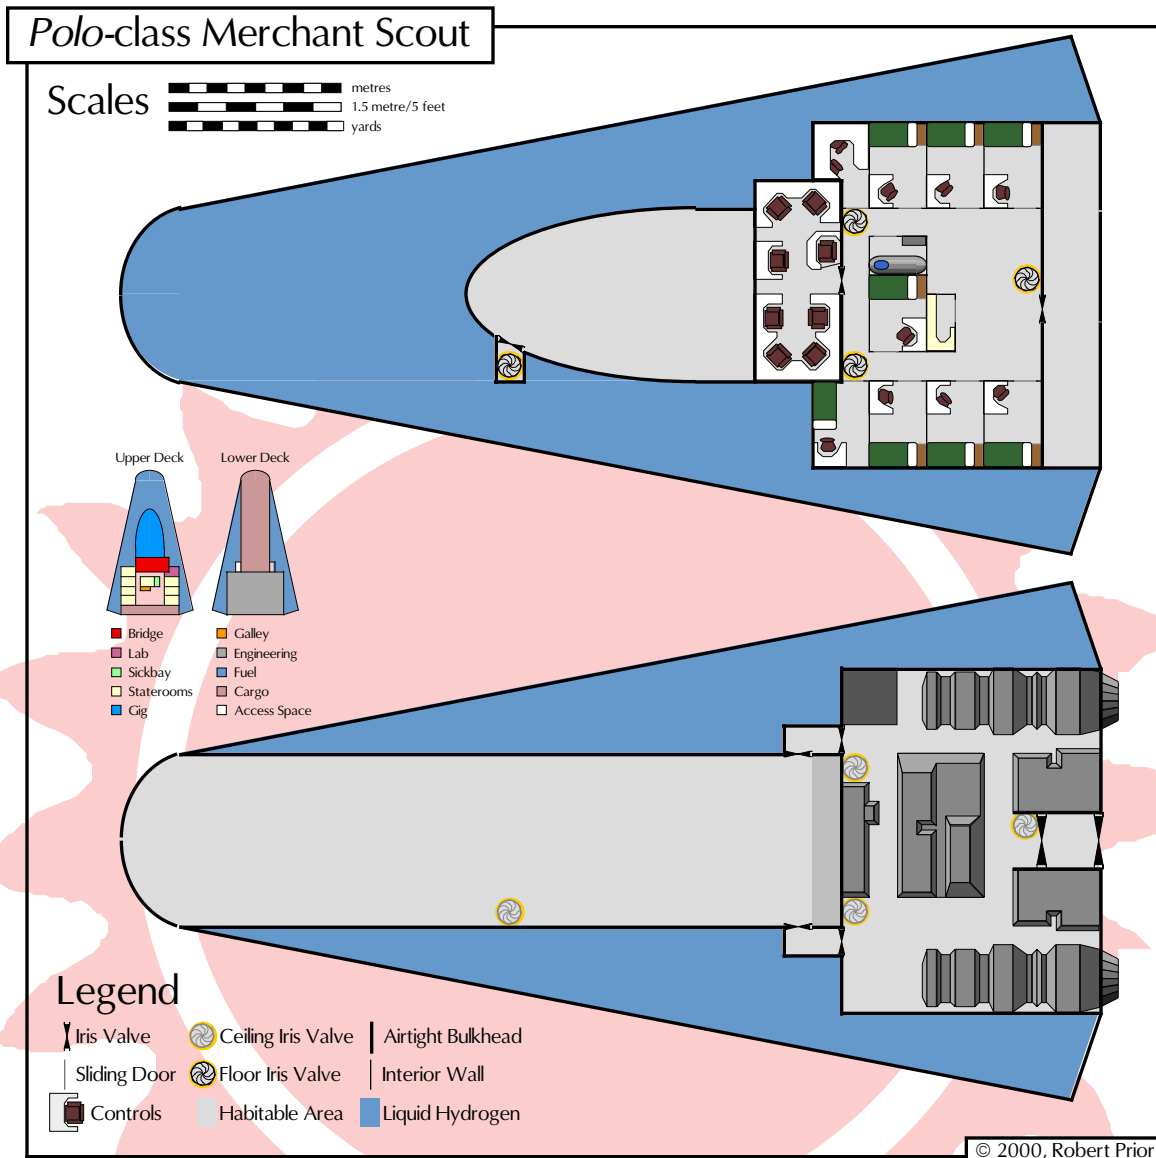 Polo-class Merchant Scout
Scales
metres
1.5 metre/5 feet
yards
Upper Deck
Lower Deck
Bridge
Lab
Sickbay
Staterooms
Gig
Galley
Engineering
Fuel
Cargo
Access Space
Legend
Iris Valve
Ceiling Iris Valve
Airtight Bulkhead
Sliding Door
Floor Iris Valve
Interior Wall
Controls
Habitable Area
Liquid Hydrogen
© 2000, Robert Prior